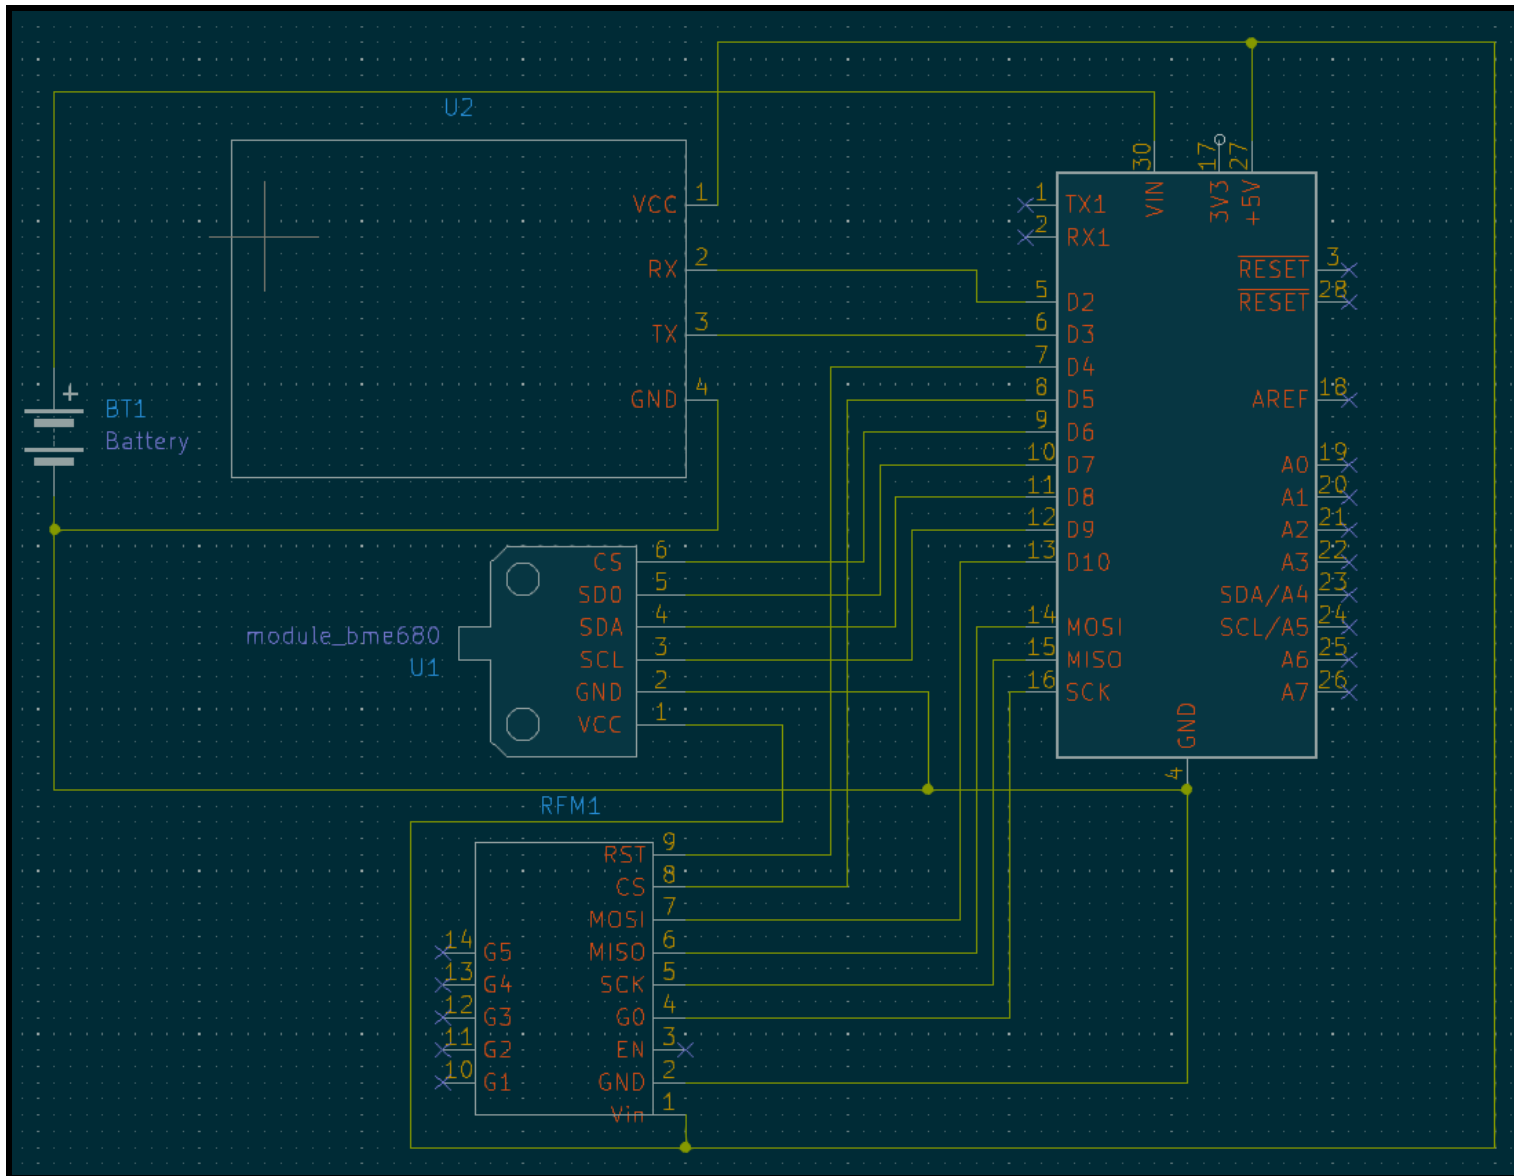 U2
VCC 1
RX 2
TX 3
GND 4
+
BT1
Battery
30 17 27
VIN 3V3 +5V
1 TX1
2 RX1
5 D2
6 D3
7 D4
8 D5
9 D6
10 D7
11 D8
12 D9
13 D10
14 MOSI
15 MISO
16 SCK
RESET 3
RESET 28
AREF 18
A0 19
A1 20
A2 21
A3 22
SDA/A4 23
SCL/A5 24
A6 25
A7 26
GND
4
module_bme680
U1
CS 6
SDO 5
SDA 4
SCL 3
GND 2
VCC 1
RFM1
RST 9
CS 8
MOSI 7
14 G5 MISO 6
13 G4 SCK 5
12 G3 G0 4
11 G2 EN 3
10 G1 GND 2
Vin 1